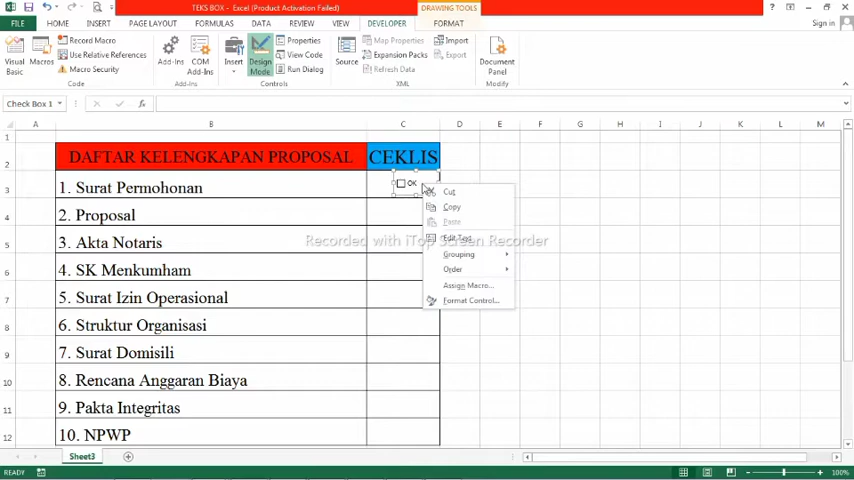 TEKS BOX - Excel (Product Activation Failed)
DRAWING TOOLS
Sign in
FILE HOME INSERT PAGE LAYOUT FORMULAS DATA REVIEW VIEW DEVELOPER FORMAT
Visual Basic
Macros
Record Macro
Use Relative References
Macro Security
Code
Add-Ins
COM Add-Ins
Add-Ins
Insert
Design Mode
Properties
View Code
Run Dialog
Controls
Source
Map Properties
Expansion Packs
Refresh Data
Import
Export
XML
Document Panel
Modify
Check Box 1
fx
A B C D E F G H I J K L M
1
2 DAFTAR KELENGKAPAN PROPOSAL CEKLIS
3 1. Surat Permohonan OK
4 2. Proposal
5 3. Akta Notaris
6 4. SK Menkumham
7 5. Surat Izin Operasional
8 6. Struktur Organisasi
9 7. Surat Domisili
10 8. Rencana Anggaran Biaya
11 9. Pakta Integritas
12 10. NPWP
Cut
Copy
Paste
Edit Text
Grouping
Order
Assign Macro...
Format Control...
Recorded with iTop Screen Recorder
Sheet3
READY
100%